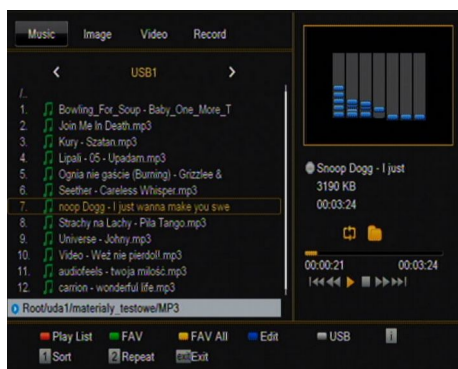 Music Image Video Record
USB1
/..
1. Bowling_For_Soup - Baby_One_More_T
2. Join Me In Death.mp3
3. Kury - Szatan.mp3
4. Lipali - 05 - Upadam.mp3
5. Ognia nie gaście (Burning) - Grizzlee &
6. Seether - Careless Whisper.mp3
7. noop Dogg - I just wanna make you swe
8. Strachy na Lachy - Piła Tango.mp3
9. Universe - Johny.mp3
10. Video - Weź nie pierdol!.mp3
11. audiofeels - twoja miłość.mp3
12. carrion - wonderful life.mp3
Root/uda1/materialy_testowe/MP3
Snoop Dogg - I just
3190 KB
00:03:24
00:00:21 00:03:24
Play List FAV FAV All Edit USB i
1 Sort 2 Repeat exit Exit